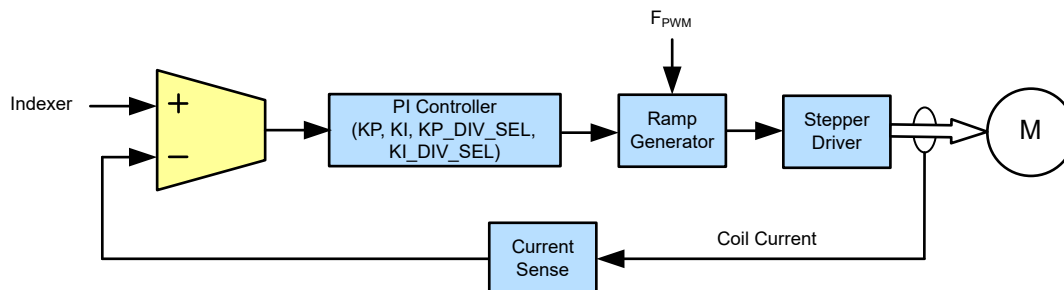 F_PWM
Indexer
+
−
PI Controller
(KP, KI, KP_DIV_SEL,
KI_DIV_SEL)
Ramp
Generator
Stepper
Driver
M
Coil Current
Current
Sense